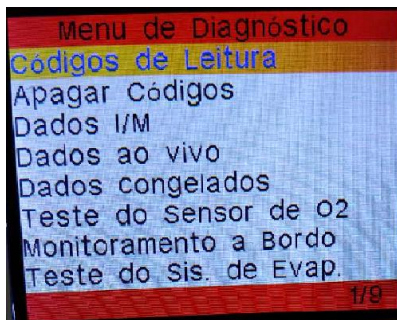 Menu de Diagnóstico
Códigos de Leitura
Apagar Códigos
Dados I/M
Dados ao vivo
Dados congelados
Teste do Sensor de O2
Monitoramento a Bordo
Teste do Sis. de Evap.
1/9